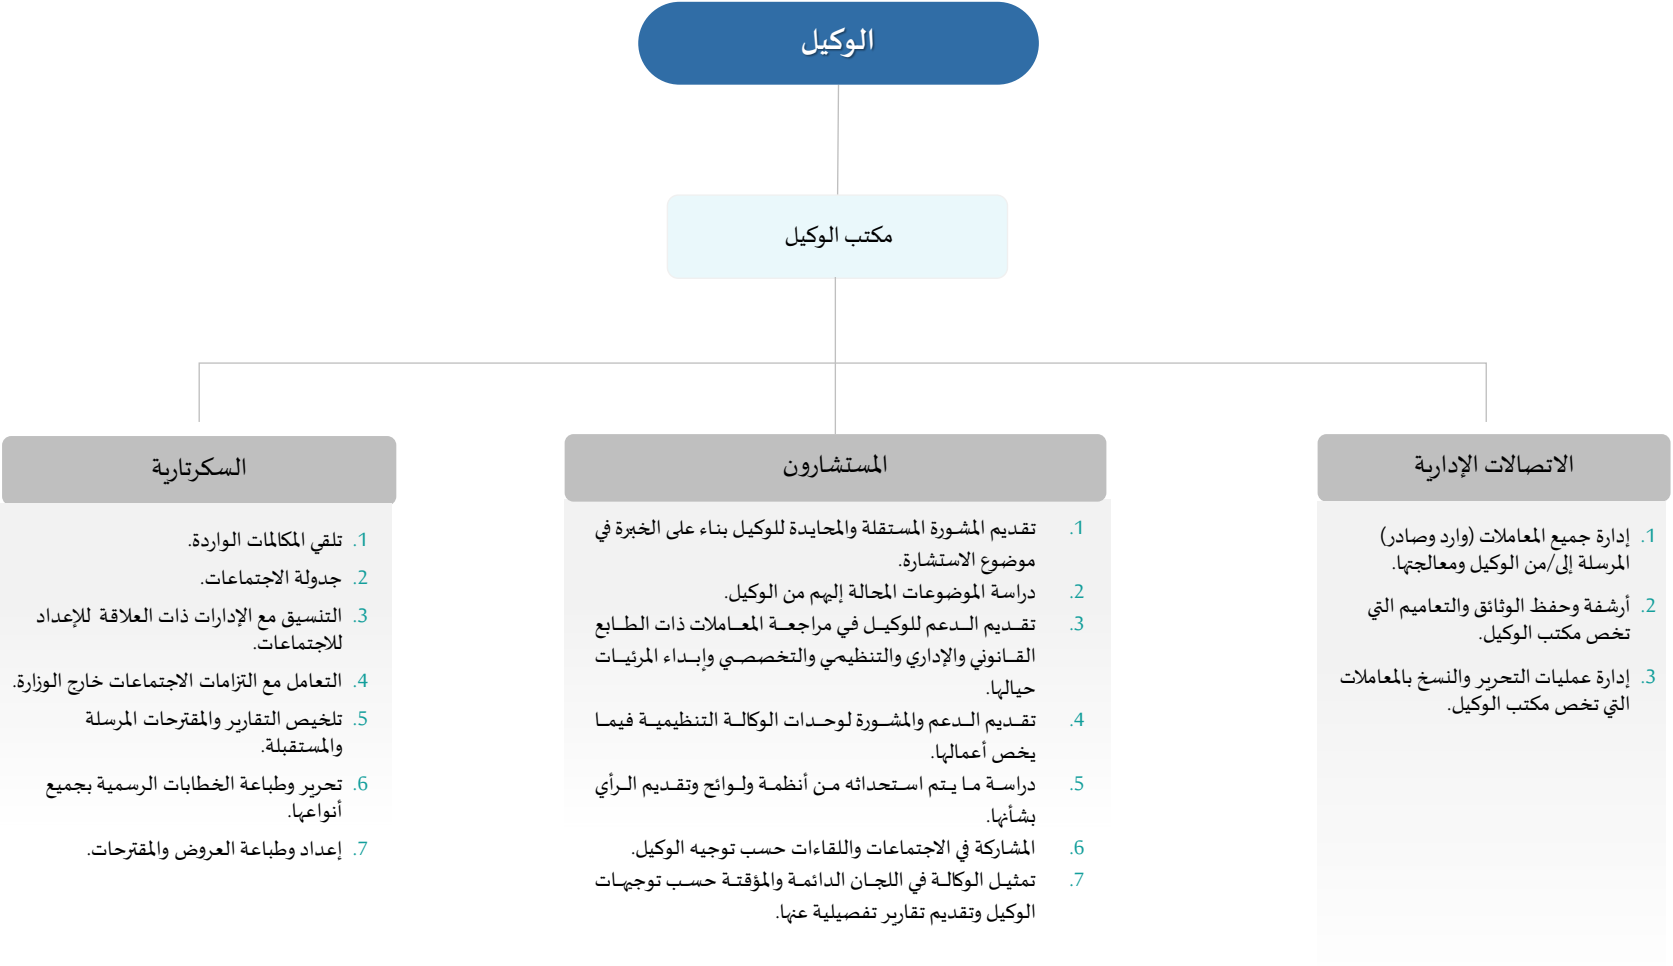 الوكيل
مكتب الوكيل
الاتصالات الإدارية
1. إدارة جميع المعاملات (وارد وصادر)
المرسلة إلى/من الوكيل ومعالجتها.
2. أرشفة وحفظ الوثائق والتعاميم التي
تخص مكتب الوكيل.
3. إدارة عمليات التحرير والنسخ بالمعاملات
التي تخص مكتب الوكيل.
المستشارون
1. تقديم المشورة المستقلة والمحايدة للوكيل بناء على الخبرة في
موضوع الاستشارة.
2. دراسة الموضوعات المحالة إليهم من الوكيل.
3. تقديم الدعم للوكيل في مراجعة المعاملات ذات الطابع
القانوني والإداري والتنظيمي والتخصصي وإبداء المرئيات
حيالها.
4. تقديم الدعم والمشورة لوحدات الوكالة التنظيمية فيما
يخص أعمالها.
5. دراسة ما يتم استحداثه من أنظمة ولوائح وتقديم الرأي
بشأنها.
6. المشاركة في الاجتماعات واللقاءات حسب توجيه الوكيل.
7. تمثيل الوكالة في اللجان الدائمة والمؤقتة حسب توجيهات
الوكيل وتقديم تقارير تفصيلية عنها.
السكرتارية
1. تلقي المكالمات الواردة.
2. جدولة الاجتماعات.
3. التنسيق مع الإدارات ذات العلاقة للإعداد
للاجتماعات.
4. التعامل مع التزامات الاجتماعات خارج الوزارة.
5. تلخيص التقارير والمقترحات المرسلة
والمستقبلة.
6. تحرير وطباعة الخطابات الرسمية بجميع
أنواعها.
7. إعداد وطباعة العروض والمقترحات.